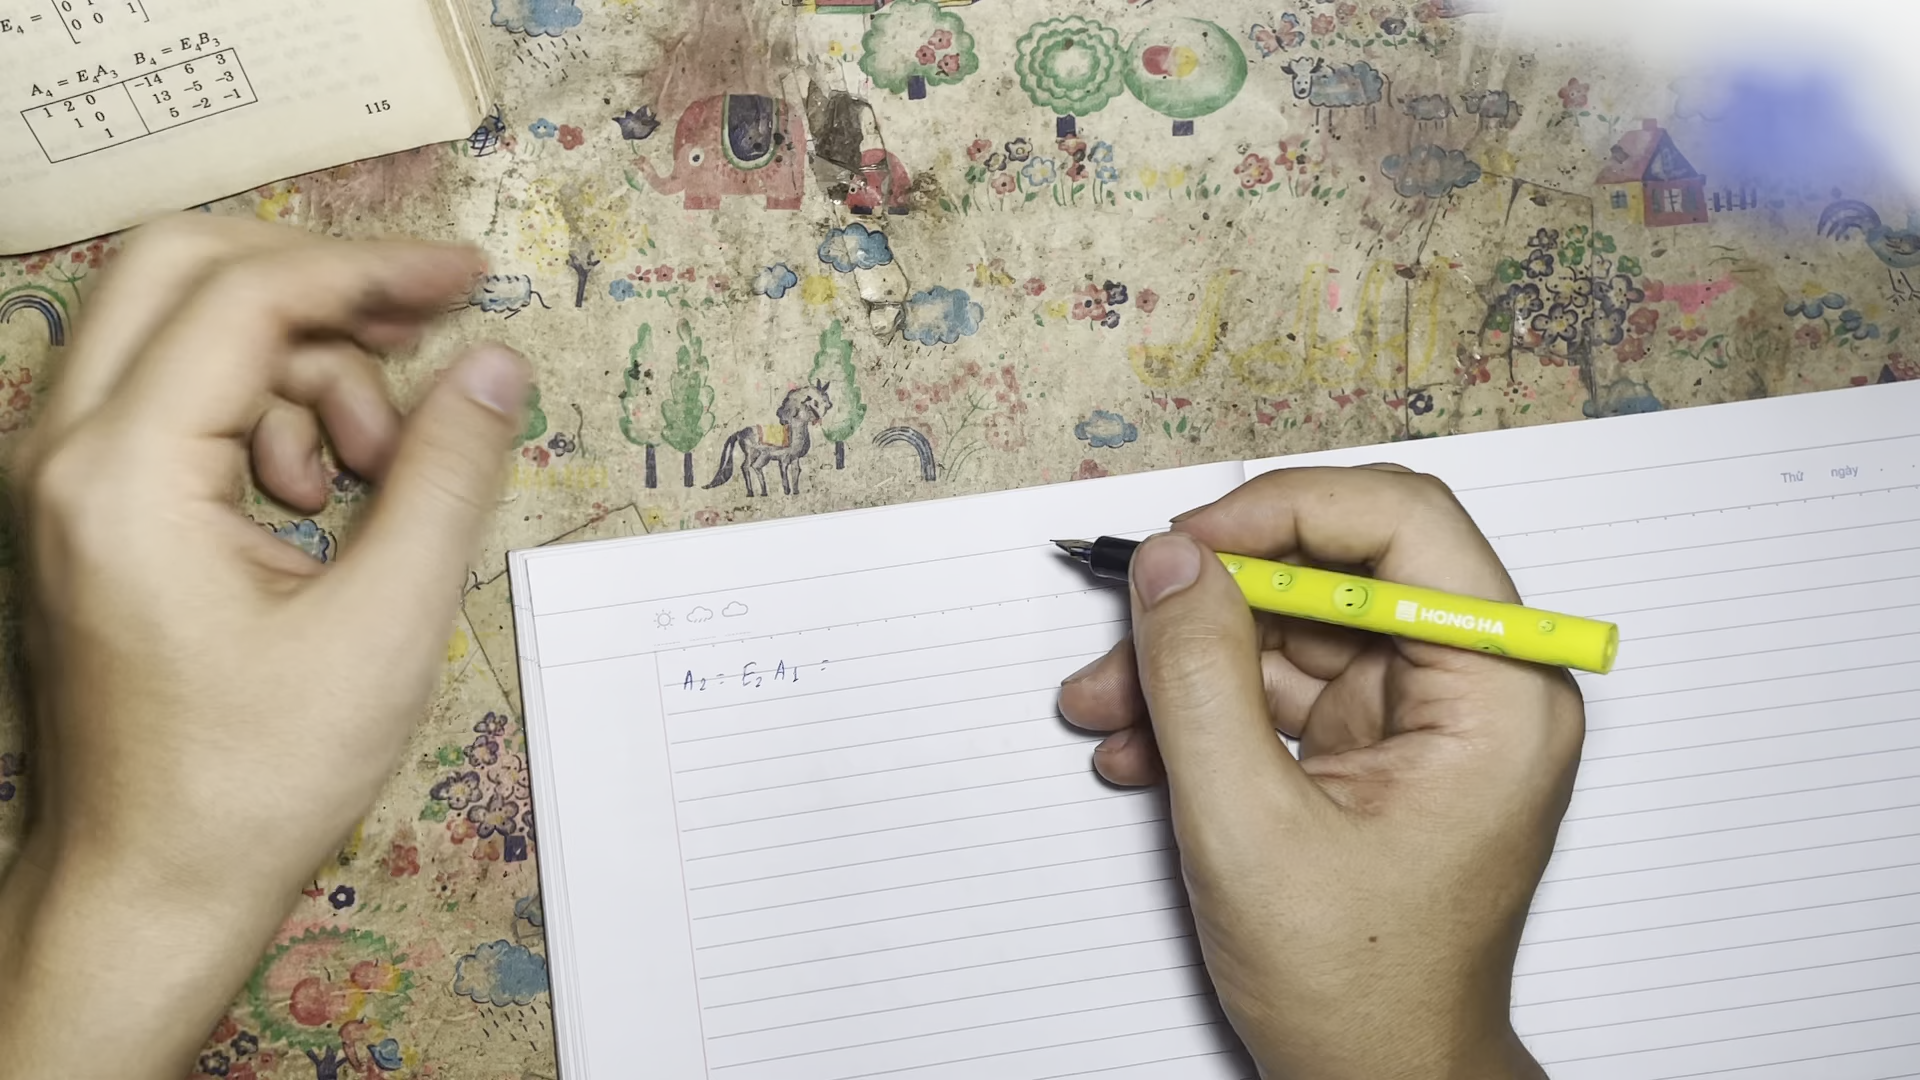 E₄ =
0 1
0 0 1
A₄ = E₄A₃ B₄ = E₄B₃
1 2 0 -14 6 3
1 0 13 -5 -3
1 5 -2 -1
115
Thứ ngày
HONG HA
A₂ = E₂ A₁ =